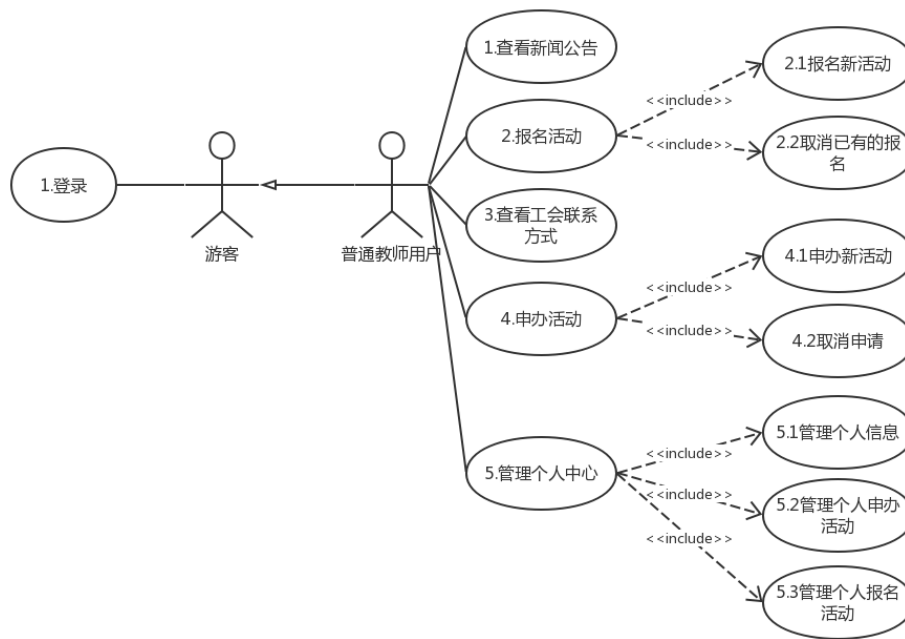 1.登录
游客
普通教师用户
1.查看新闻公告
2.报名活动
<<include>>
2.1报名新活动
<<include>>
2.2取消已有的报
名
3.查看工会联系
方式
4.申办活动
<<include>>
4.1申办新活动
<<include>>
4.2取消申请
5.管理个人中心
<<include>>
5.1管理个人信息
<<include>>
5.2管理个人申办
活动
<<include>>
5.3管理个人报名
活动